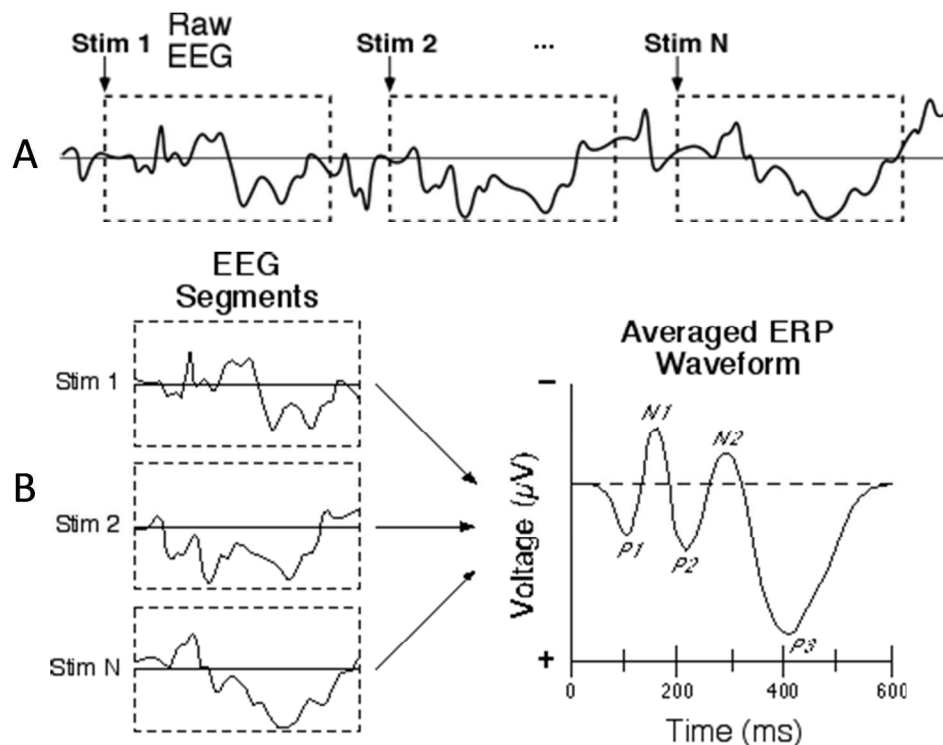 Raw
EEG
Stim 1
Stim 2
...
Stim N
A
EEG
Segments
Stim 1
B
Stim 2
Stim N
Averaged ERP
Waveform
−
Voltage (µV)
+
N1
N2
P1
P2
P3
0
200
400
600
Time (ms)